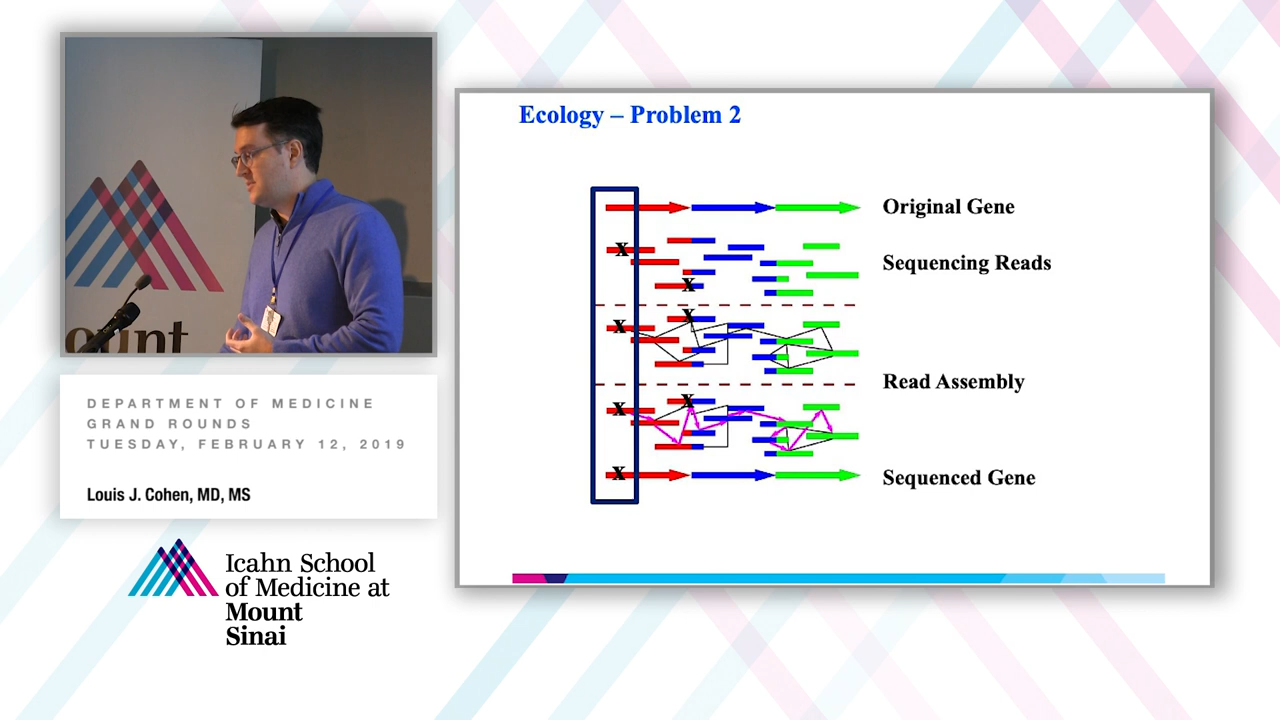 ount
DEPARTMENT OF MEDICINE
GRAND ROUNDS
TUESDAY, FEBRUARY 12, 2019
Louis J. Cohen, MD, MS
Icahn School
of Medicine at
Mount
Sinai
Ecology – Problem 2
Original Gene
X
Sequencing Reads
X
X
X
Read Assembly
X
X
X
Sequenced Gene